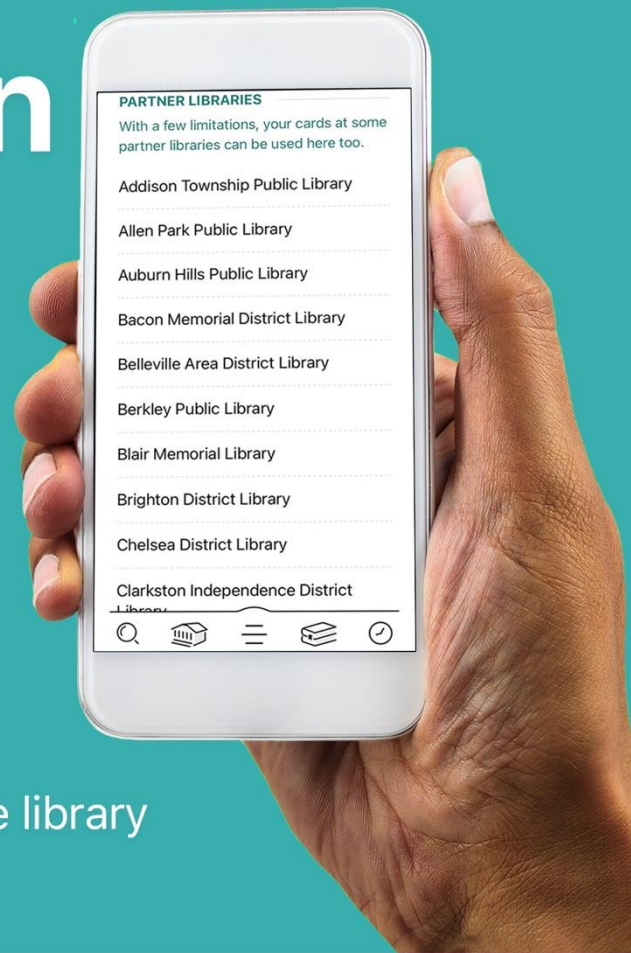 n
PARTNER LIBRARIES
With a few limitations, your cards at some
partner libraries can be used here too.
Addison Township Public Library
Allen Park Public Library
Auburn Hills Public Library
Bacon Memorial District Library
Belleville Area District Library
Berkley Public Library
Blair Memorial Library
Brighton District Library
Chelsea District Library
Clarkston Independence District
Library
e library